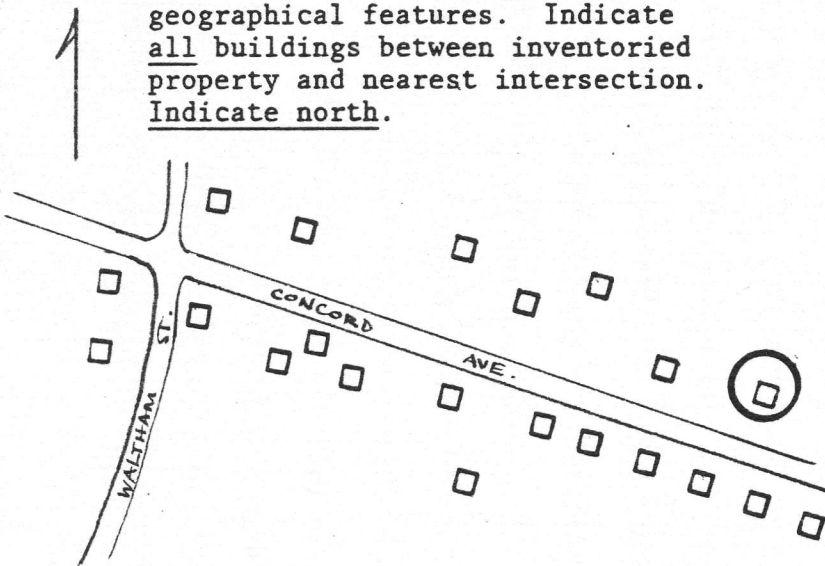 geographical features. Indicate
all buildings between inventoried
property and nearest intersection.
Indicate north.
CONCORD
AVE.
ST.
WALTHAM